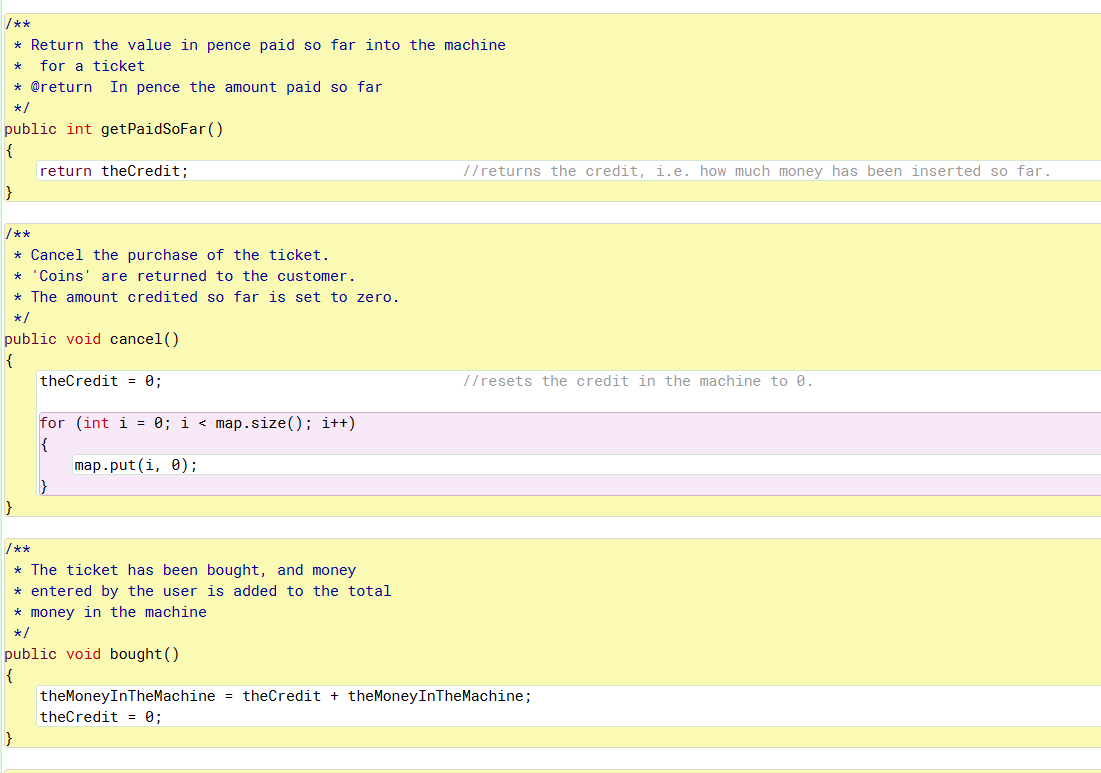 /**
 * Return the value in pence paid so far into the machine
 *  for a ticket
 * @return  In pence the amount paid so far
 */
public int getPaidSoFar()
{
    return theCredit;                               //returns the credit, i.e. how much money has been inserted so far.
}
/**
 * Cancel the purchase of the ticket.
 * 'Coins' are returned to the customer.
 * The amount credited so far is set to zero.
 */
public void cancel()
{
    theCredit = 0;                                  //resets the credit in the machine to 0.
    for (int i = 0; i < map.size(); i++)
    {
        map.put(i, 0);
    }
}
/**
 * The ticket has been bought, and money
 * entered by the user is added to the total
 * money in the machine
 */
public void bought()
{
    theMoneyInTheMachine = theCredit + theMoneyInTheMachine;
    theCredit = 0;
}